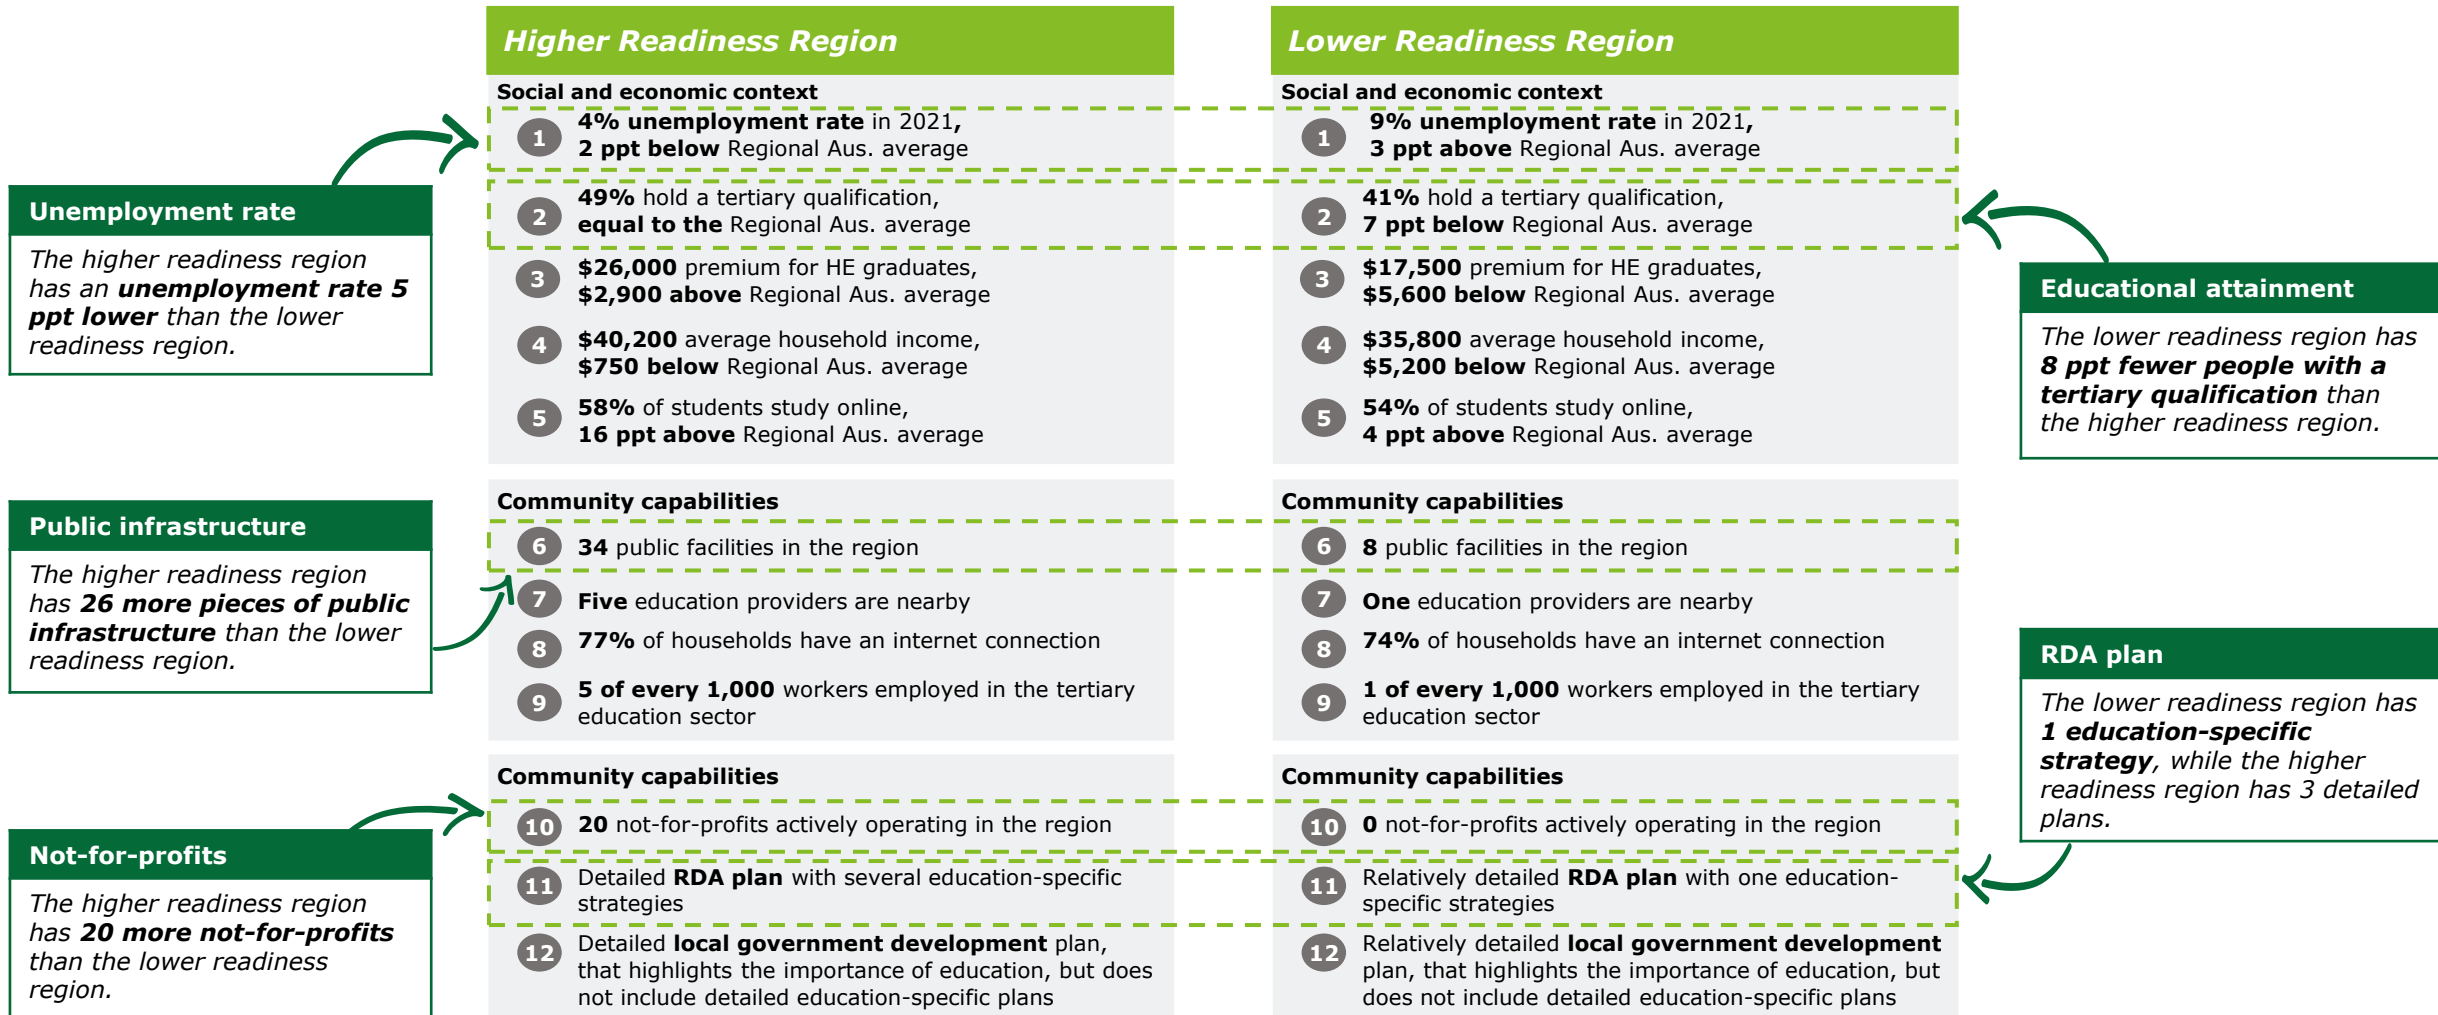 Higher Readiness Region
Social and economic context
1
4% unemployment rate in 2021,
2 ppt below Regional Aus. average
2
49% hold a tertiary qualification,
equal to the Regional Aus. average
3
$26,000 premium for HE graduates,
$2,900 above Regional Aus. average
4
$40,200 average household income,
$750 below Regional Aus. average
5
58% of students study online,
16 ppt above Regional Aus. average
Community capabilities
6
34 public facilities in the region
7
Five education providers are nearby
8
77% of households have an internet connection
9
5 of every 1,000 workers employed in the tertiary
education sector
Community capabilities
10
20 not-for-profits actively operating in the region
11
Detailed RDA plan with several education-specific
strategies
12
Detailed local government development plan,
that highlights the importance of education, but does
not include detailed education-specific plans
Lower Readiness Region
Social and economic context
1
9% unemployment rate in 2021,
3 ppt above Regional Aus. average
2
41% hold a tertiary qualification,
7 ppt below Regional Aus. average
3
$17,500 premium for HE graduates,
$5,600 below Regional Aus. average
4
$35,800 average household income,
$5,200 below Regional Aus. average
5
54% of students study online,
4 ppt above Regional Aus. average
Community capabilities
6
8 public facilities in the region
7
One education providers are nearby
8
74% of households have an internet connection
9
1 of every 1,000 workers employed in the tertiary
education sector
Community capabilities
10
0 not-for-profits actively operating in the region
11
Relatively detailed RDA plan with one education-
specific strategies
12
Relatively detailed local government development
plan, that highlights the importance of education, but
does not include detailed education-specific plans
Unemployment rate
The higher readiness region
has an unemployment rate 5
ppt lower than the lower
readiness region.
Public infrastructure
The higher readiness region
has 26 more pieces of public
infrastructure than the lower
readiness region.
Not-for-profits
The higher readiness region
has 20 more not-for-profits
than the lower readiness
region.
Educational attainment
The lower readiness region has
8 ppt fewer people with a
tertiary qualification than
the higher readiness region.
RDA plan
The lower readiness region has
1 education-specific
strategy, while the higher
readiness region has 3 detailed
plans.